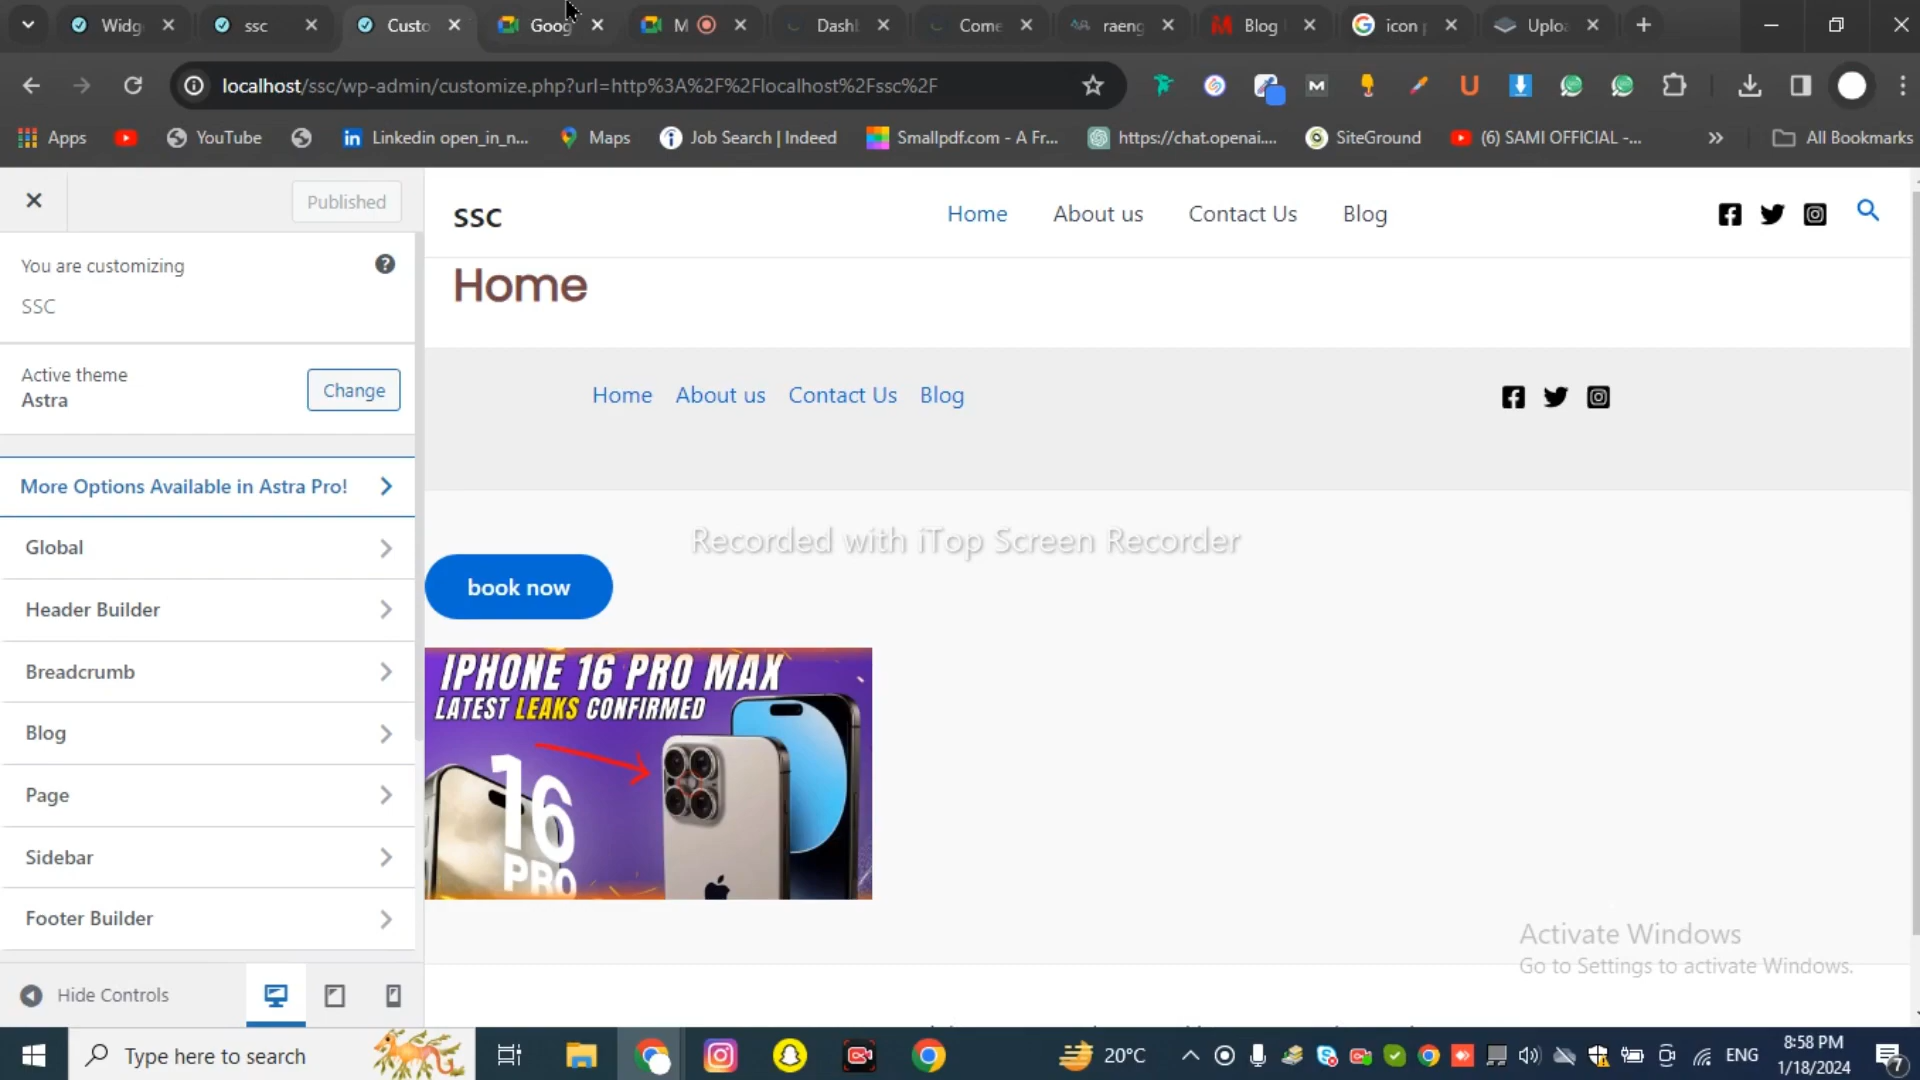 Widg
ssc
Custo
Goog
M
Dash
Come
raeng
Blog
icon p
Uploa
localhost/ssc/wp-admin/customize.php?url=http%3A%2F%2Flocalhost%2Fssc%2F
Apps
YouTube
Linkedin open_in_n...
Maps
Job Search | Indeed
Smallpdf.com - A Fr...
https://chat.openai....
SiteGround
(6) SAMI OFFICIAL -...
»
All Bookmarks
Published
You are customizing
SSC
Active theme
Astra
Change
More Options Available in Astra Pro!
Global
Header Builder
Breadcrumb
Blog
Page
Sidebar
Footer Builder
Hide Controls
SSC
Home
About us
Contact Us
Blog
Home
Home
About us
Contact Us
Blog
Recorded with iTop Screen Recorder
book now
IPHONE 16 PRO MAX
LATEST LEAKS CONFIRMED
16
PRO
Activate Windows
Go to Settings to activate Windows.
Type here to search
20°C
ENG
8:58 PM
1/18/2024
7